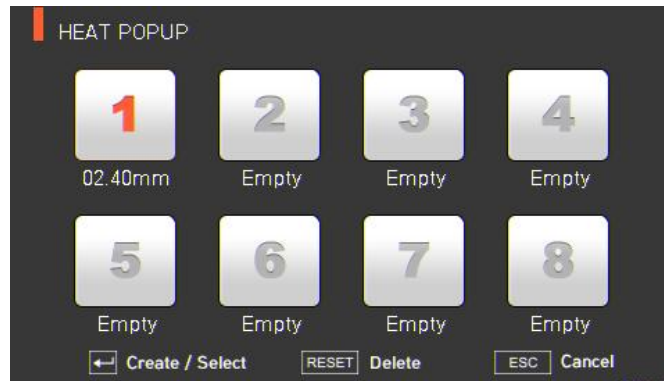 HEAT POPUP
1 2 3 4
02.40mm Empty Empty Empty
5 6 7 8
Empty Empty Empty Empty
Create / Select RESET Delete ESC Cancel